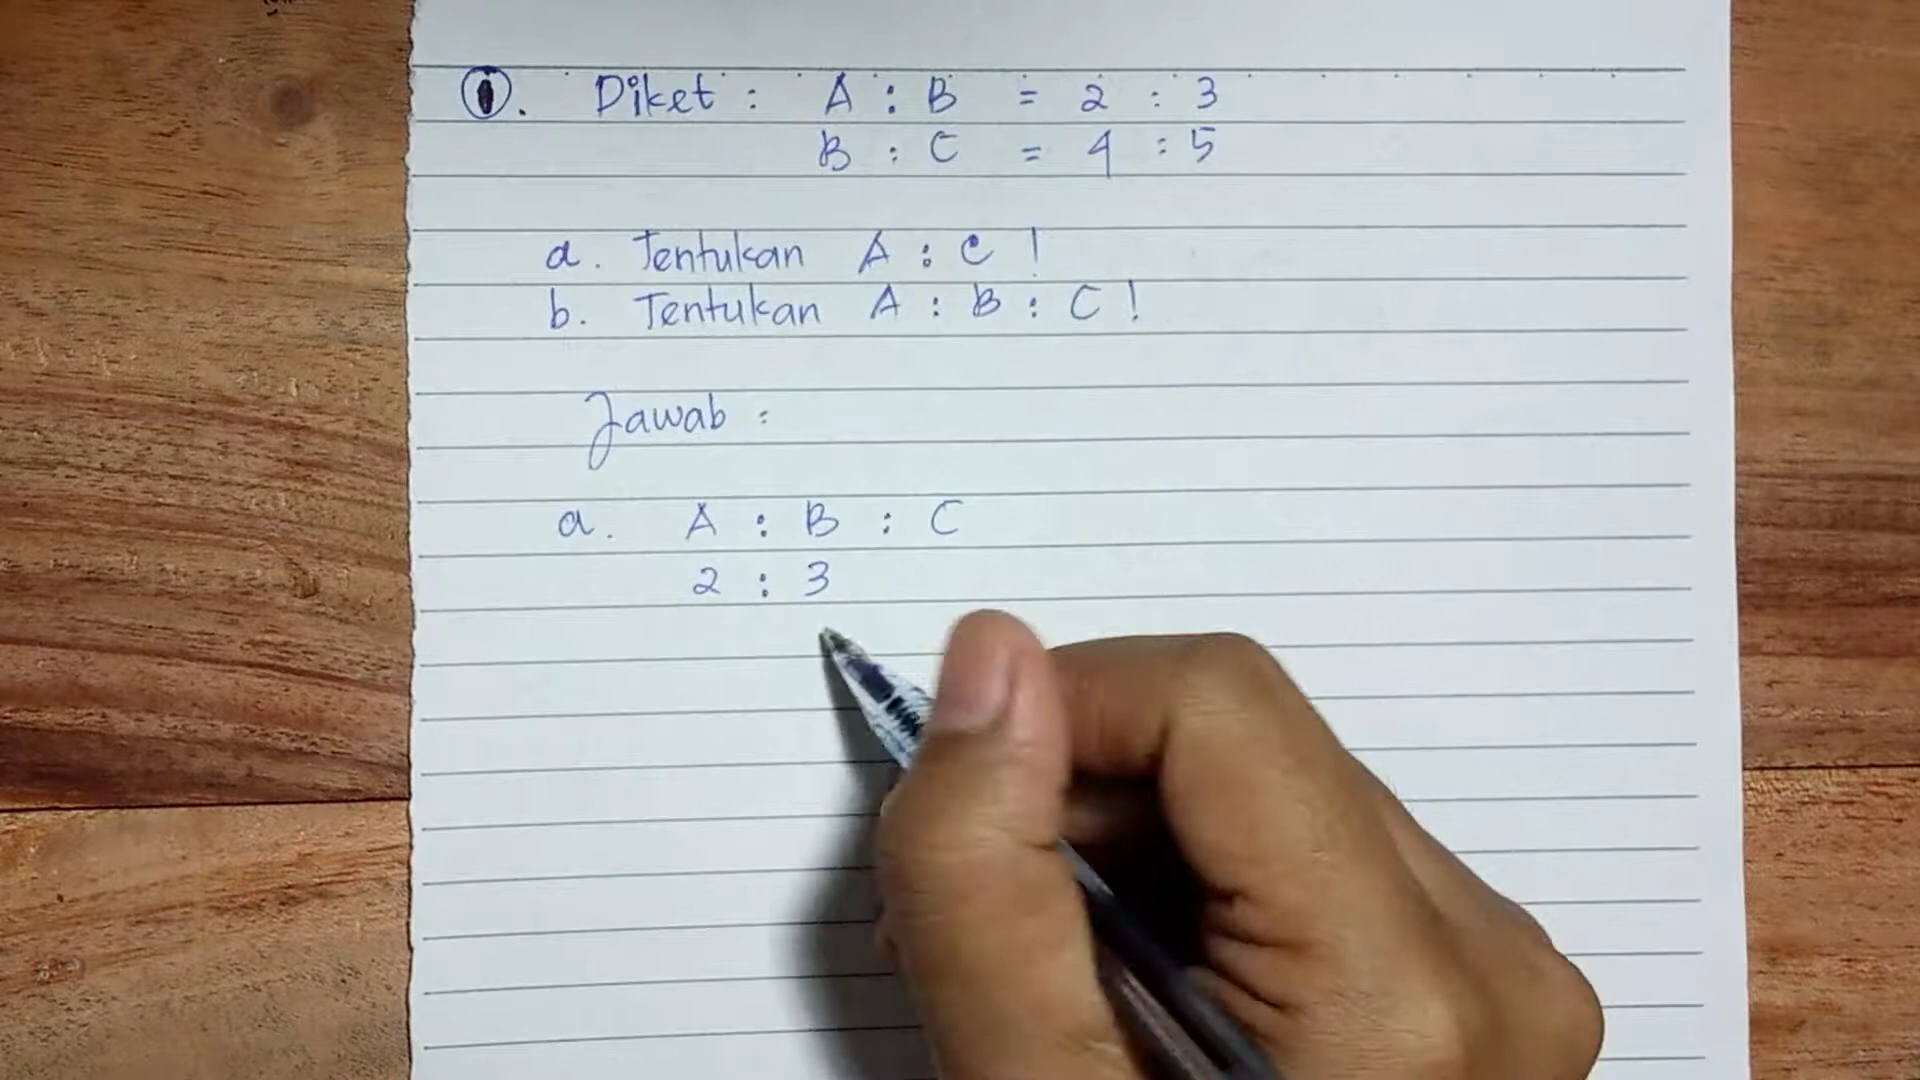 1. Diket : A : B = 2 : 3
B : C = 4 : 5
a. Tentukan A : C !
b. Tentukan A : B : C !
Jawab :
a. A : B : C
2 : 3